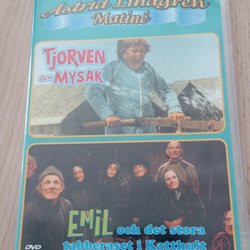 Astrid Lindgren
Matiné
TJORVEN
OCH MYSAK
EMIL och det stora
tabberaset i Katthult
DVD